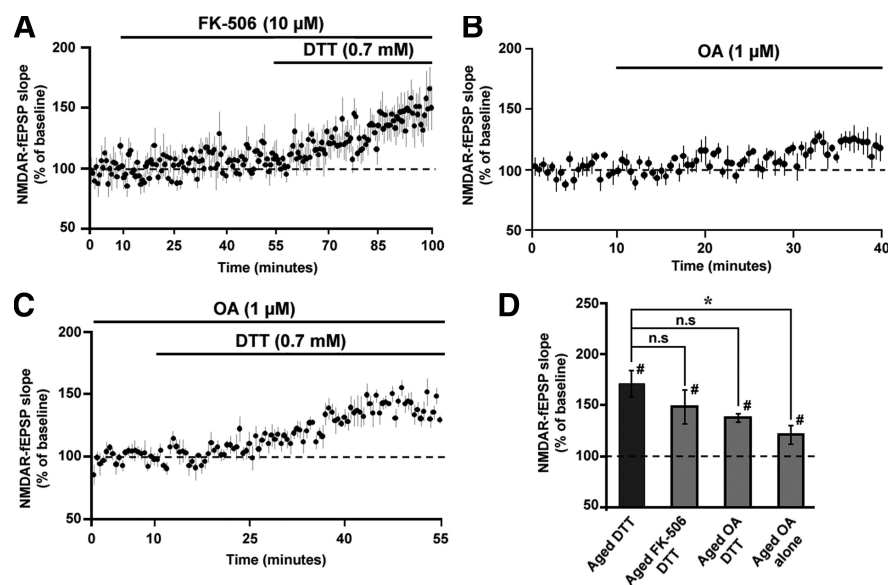 A
FK-506 (10 µM)
DTT (0.7 mM)
NMDAR-fEPSP slope
(% of baseline)
200
150
100
50
0 10 25 40 55 70 85 100
Time (minutes)
B
OA (1 µM)
NMDAR-fEPSP slope
(% of baseline)
200
150
100
50
0 10 20 30 40
Time (minutes)
C
OA (1 µM)
DTT (0.7 mM)
NMDAR-fEPSP slope
(% of baseline)
200
150
100
50
0 10 25 40 55
Time (minutes)
D
NMDAR-fEPSP slope
(% of baseline)
250
200
150
100
50
*
n.s
n.s
# # # #
Aged DTT
Aged FK-506
DTT
Aged OA
DTT
Aged OA
alone